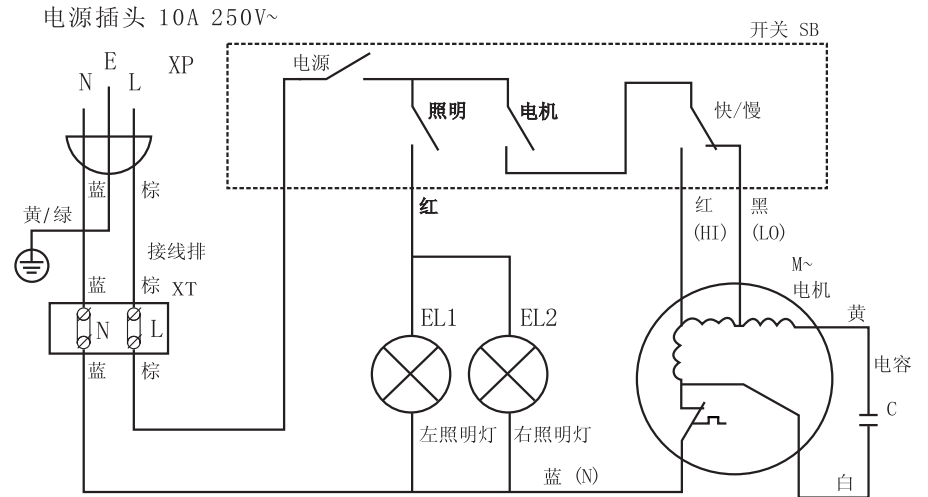 电源插头 10A 250V~
开关 SB
电源
E
XP
N
L
照明
电机
快/慢
蓝
棕
红
红
黑
黄/绿
(HI)
(LO)
接线排
M~
蓝
棕
XT
电机
黄
EL1
EL2
N
L
电容
蓝
棕
C
左照明灯
右照明灯
蓝 (N)
白